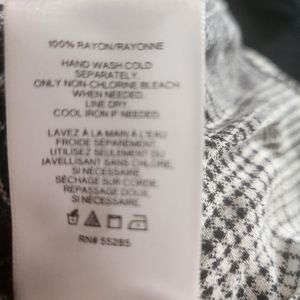 100% RAYON/RAYONNE
HAND WASH COLD
SEPARATELY.
ONLY NON-CHLORINE BLEACH
WHEN NEEDED.
LINE DRY.
COOL IRON IF NEEDED.
LAVEZ À LA MAIN À L'EAU
FROIDE SÉPARÉMENT.
UTILISEZ SEULEMENT DU
JAVELLISANT SANS CHLORE,
SI NÉCESSAIRE.
SÉCHAGE SUR CORDE.
REPASSAGE DOUX,
SI NÉCESSAIRE.
RN# 55285